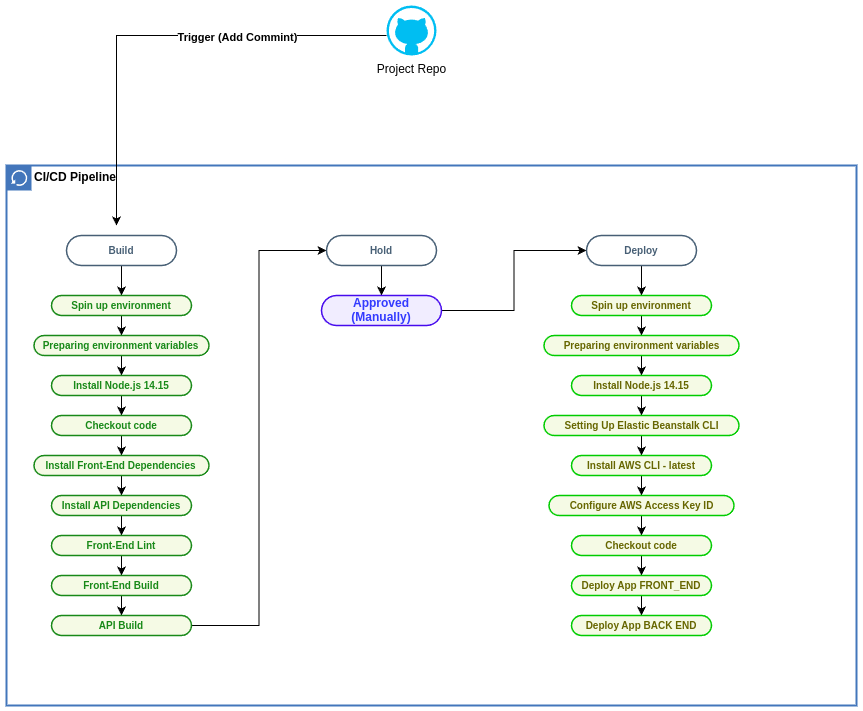 Trigger (Add Commint)
Project Repo
CI/CD Pipeline
Build
Spin up environment
Preparing environment variables
Install Node.js 14.15
Checkout code
Install Front-End Dependencies
Install API Dependencies
Front-End Lint
Front-End Build
API Build
Hold
Approved
(Manually)
Deploy
Spin up environment
Preparing environment variables
Install Node.js 14.15
Setting Up Elastic Beanstalk CLI
Install AWS CLI - latest
Configure AWS Access Key ID
Checkout code
Deploy App FRONT_END
Deploy App BACK END